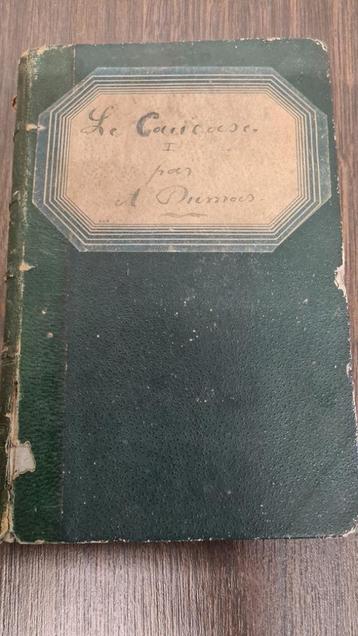 Le Caucase.
I
par
A Dumas.